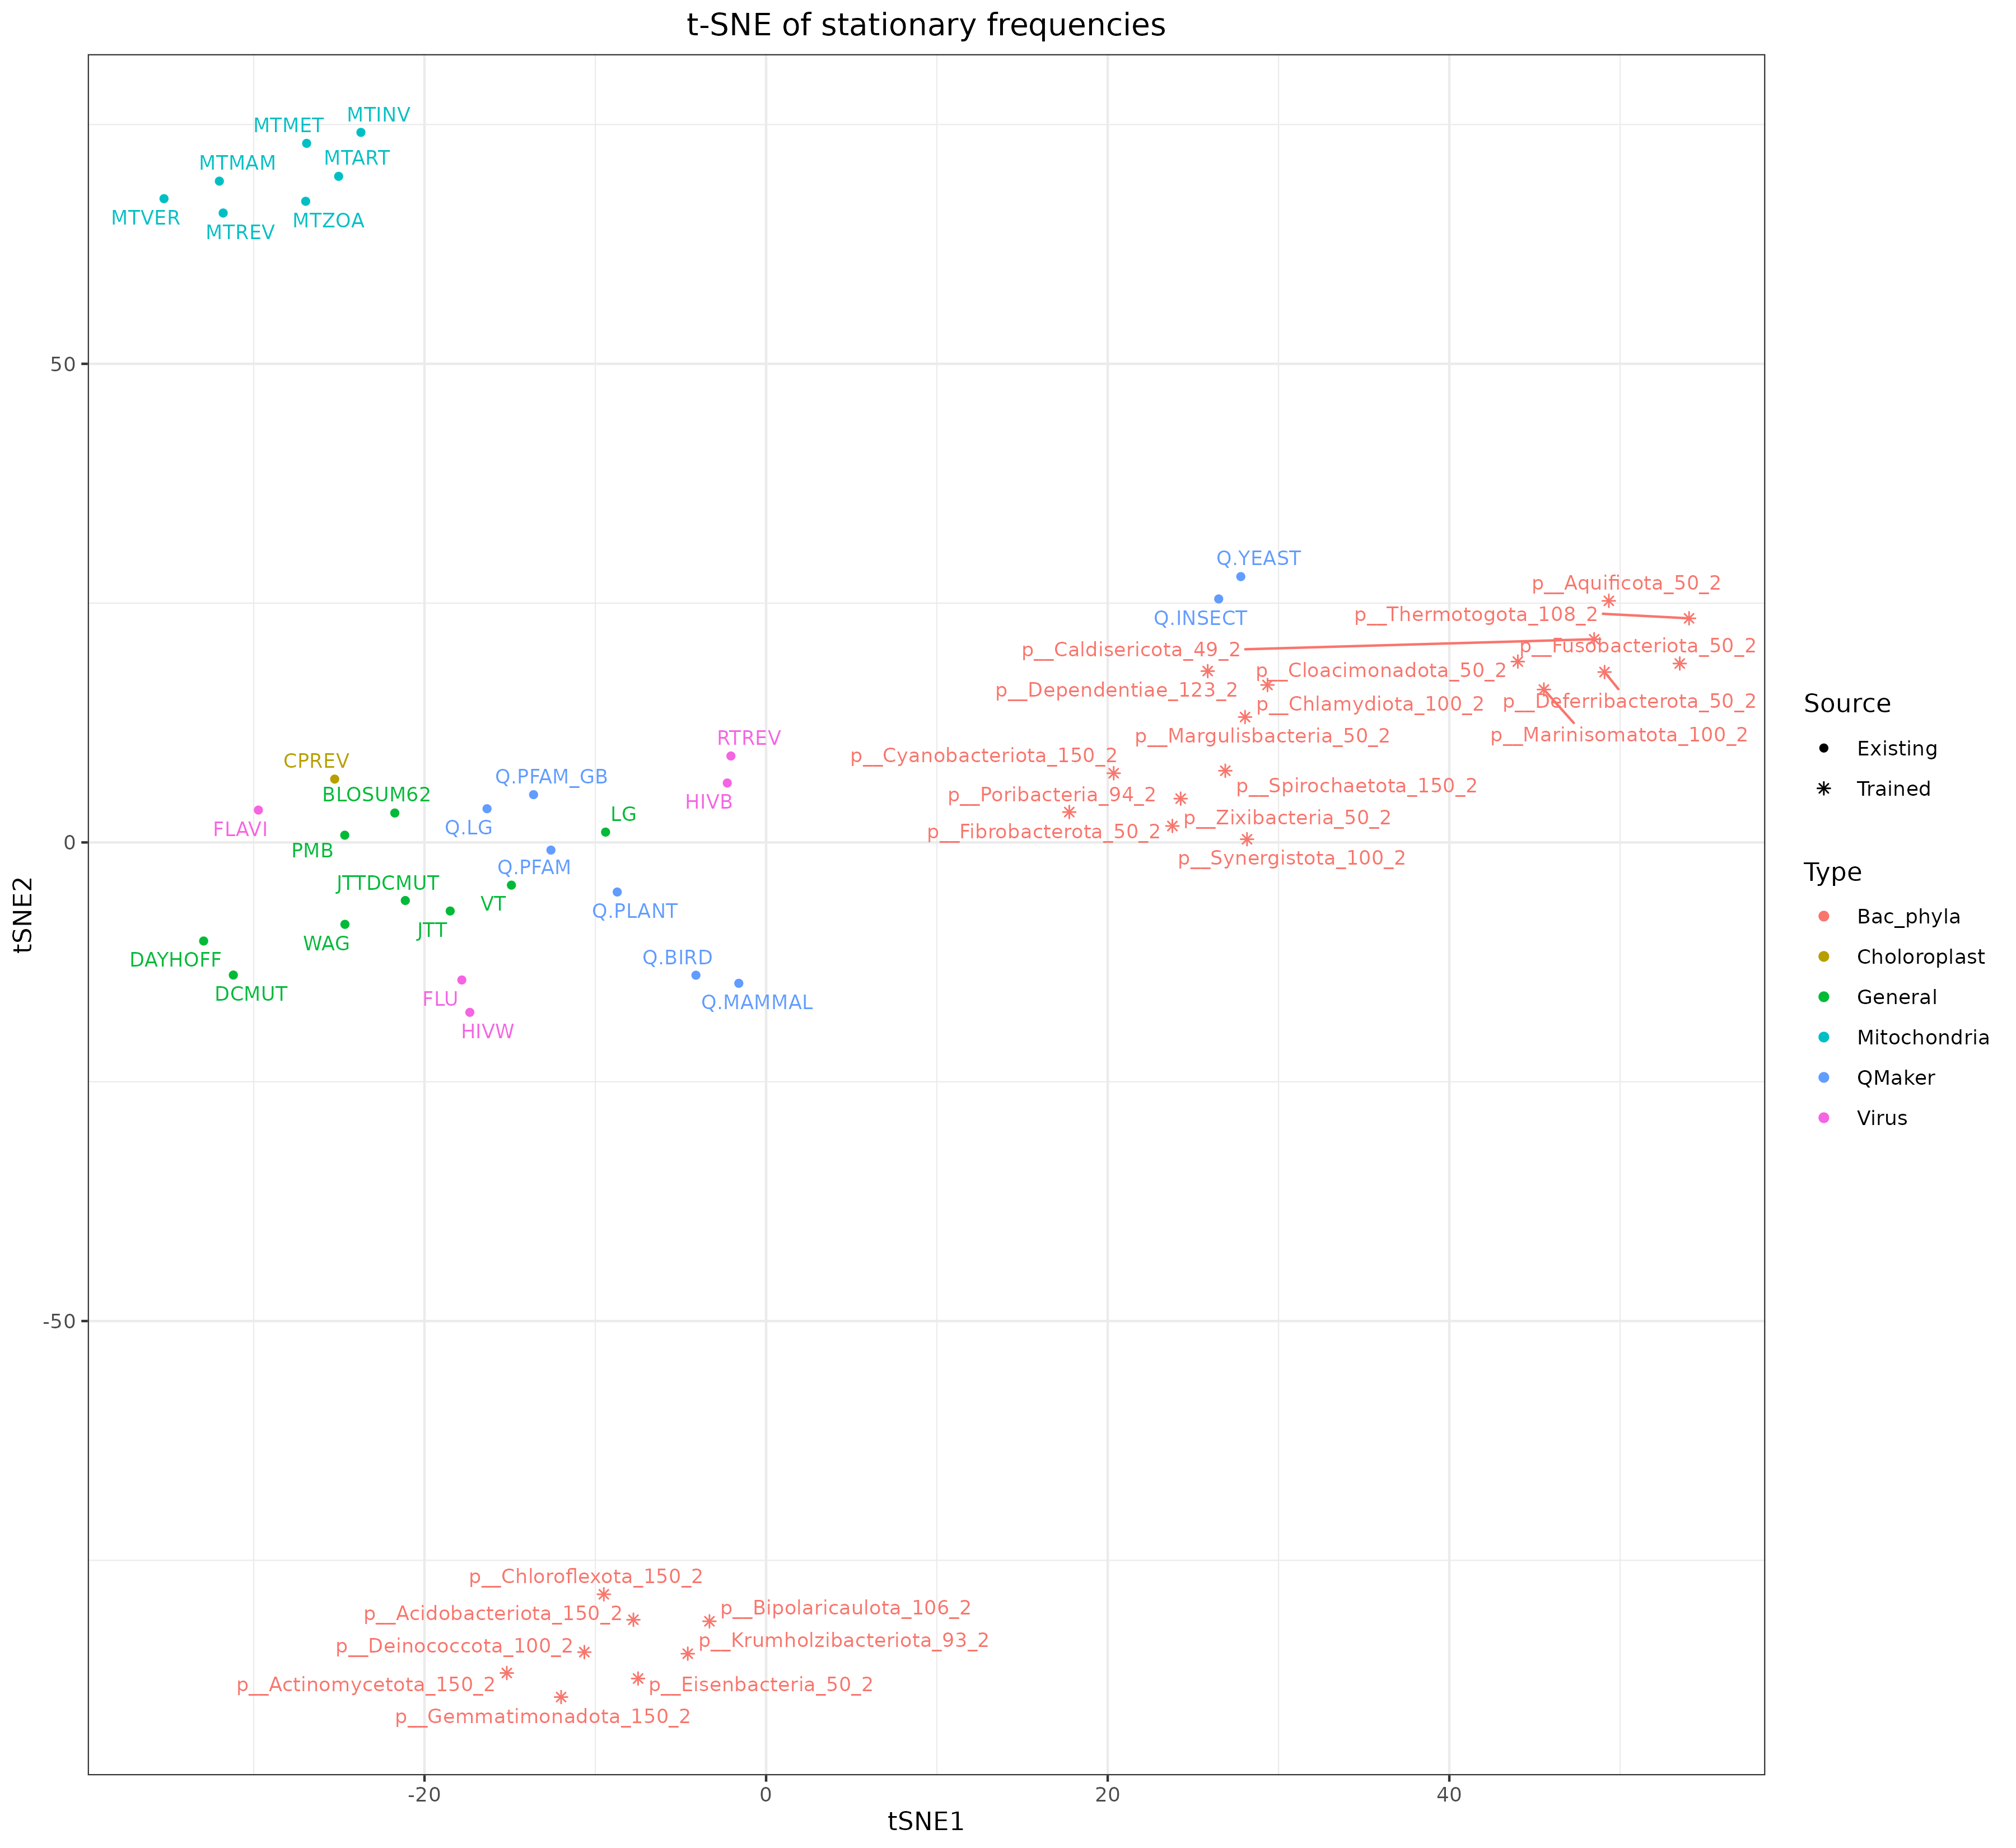 t-SNE of stationary frequencies
MTINV
MTMET
MTART
MTMAM
MTVER
MTREV
MTZOA
50
Q.YEAST
Q.INSECT
p__Aquificota_50_2
p__Thermotogota_108_2
p__Caldisericota_49_2
p__Fusobacteriota_50_2
p__Cloacimonadota_50_2
p__Dependentiae_123_2
p__Chlamydiota_100_2
p__Deferribacterota_50_2
p__Margulisbacteria_50_2
p__Marinisomatota_100_2
RTREV
p__Cyanobacteriota_150_2
CPREV
Q.PFAM_GB
p__Spirochaetota_150_2
BLOSUM62
HIVB
p__Poribacteria_94_2
LG
p__Zixibacteria_50_2
FLAVI
Q.LG
p__Fibrobacterota_50_2
0
PMB
p__Synergistota_100_2
Q.PFAM
JTTDCMUT
VT
Q.PLANT
JTT
WAG
DAYHOFF
Q.BIRD
DCMUT
FLU
Q.MAMMAL
HIVW
-50
p__Chloroflexota_150_2
p__Bipolaricaulota_106_2
p__Acidobacteriota_150_2
p__Krumholzibacteriota_93_2
p__Deinococcota_100_2
p__Actinomycetota_150_2
p__Eisenbacteria_50_2
p__Gemmatimonadota_150_2
-20
0
20
40
tSNE1
tSNE2
Source
Existing
Trained
Type
Bac_phyla
Choloroplast
General
Mitochondria
QMaker
Virus